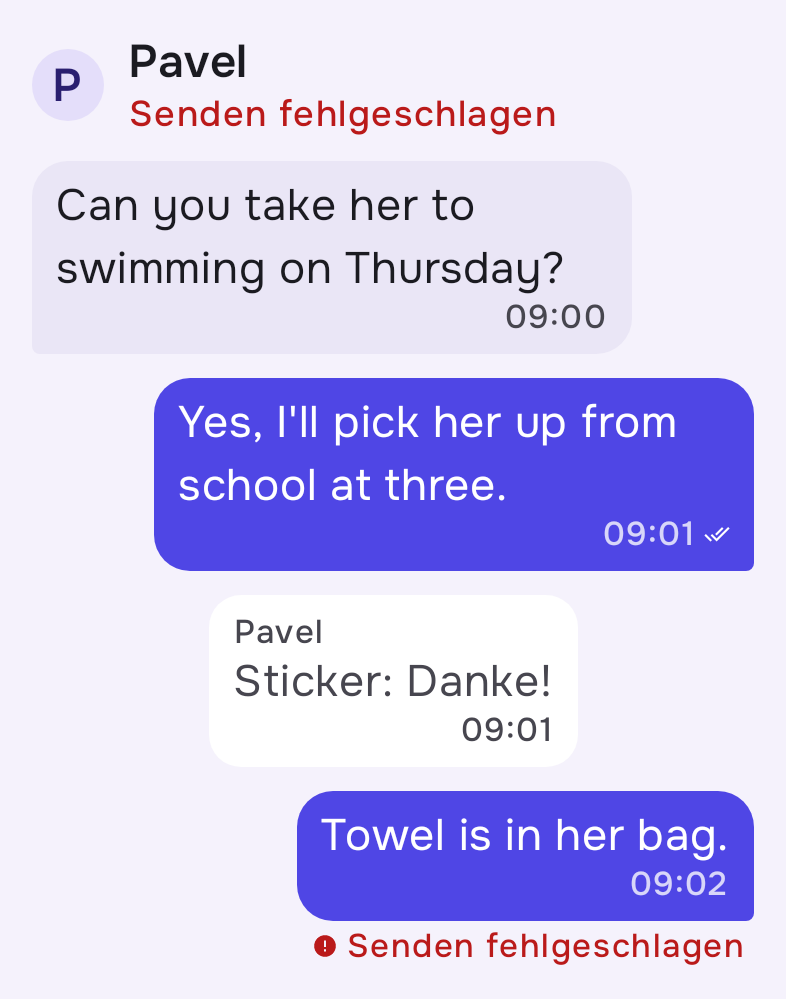 P
Pavel
Senden fehlgeschlagen
Can you take her to
swimming on Thursday?
09:00
Yes, I'll pick her up from
school at three.
09:01
Pavel
Sticker: Danke!
09:01
Towel is in her bag.
09:02
Senden fehlgeschlagen